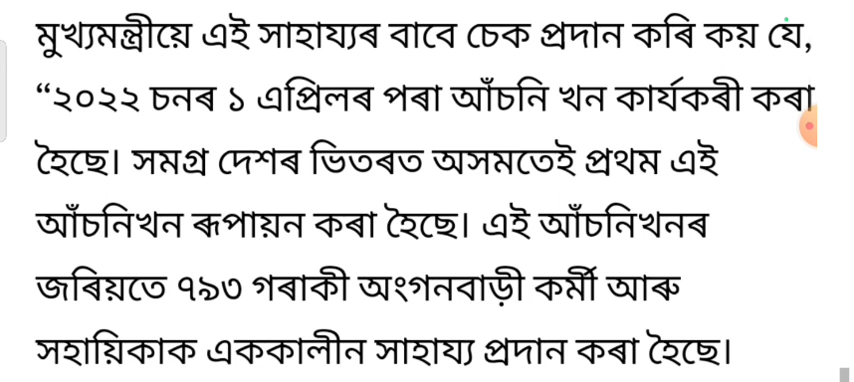 মুখ্যমন্ত্ৰীয়ে এই সাহায্যৰ বাবে চেক প্ৰদান কৰি কয় যে,
“২০২২ চনৰ ১ এপ্ৰিলৰ পৰা আঁচনি খন কাৰ্যকৰী কৰা
হৈছে। সমগ্ৰ দেশৰ ভিতৰত অসমতেই প্ৰথম এই
আঁচনিখন ৰূপায়ন কৰা হৈছে। এই আঁচনিখনৰ
জৰিয়তে ৭৯৩ গৰাকী অংগনবাড়ী কৰ্মী আৰু
সহায়িকাক এককালীন সাহায্য প্ৰদান কৰা হৈছে।